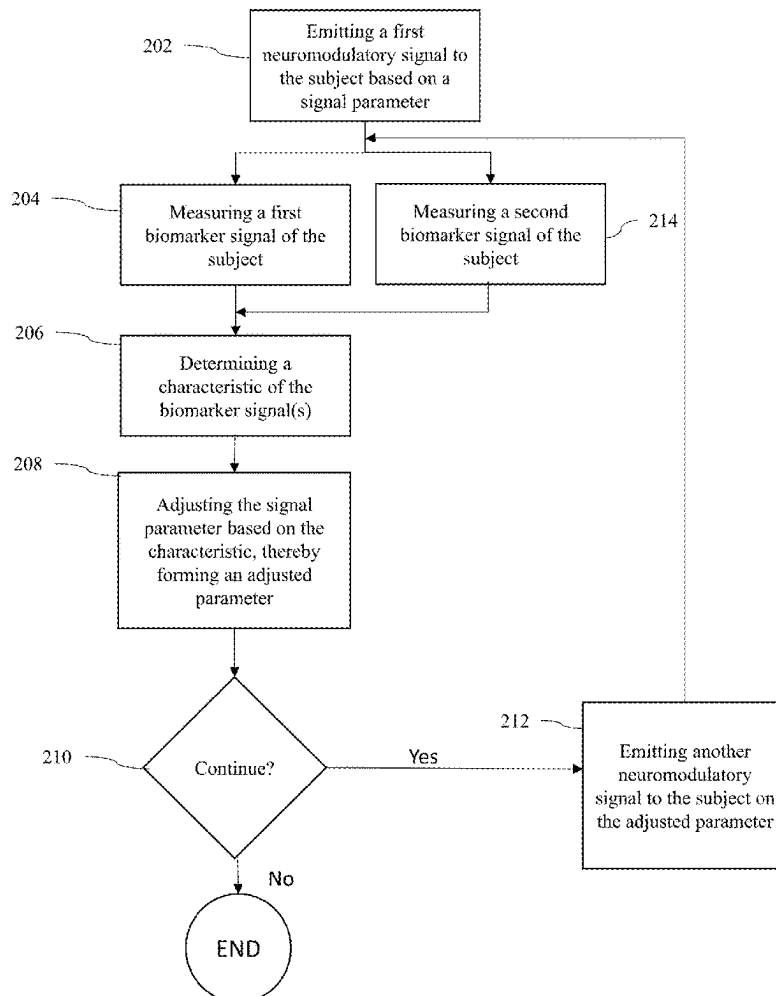 202
Emitting a first
neuromodulatory signal to
the subject based on a
signal parameter
204
Measuring a first
biomarker signal of the
subject
Measuring a second
biomarker signal of the
subject
214
206
Determining a
characteristic of the
biomarker signal(s)
208
Adjusting the signal
parameter based on the
characteristic, thereby
forming an adjusted
parameter
210
Continue?
Yes
212
Emitting another
neuromodulatory
signal to the subject on
the adjusted parameter
No
END